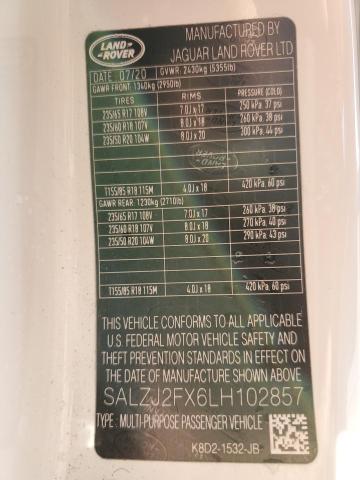 LAND-
ROVER
MANUFACTURED BY
JAGUAR LAND ROVER LTD
DATE 07/20 GVWR: 2430kg (5355lb)
GAWR FRONT: 1340kg (2950lb)
TIRES RIMS PRESSURE (COLD)
235/65 R17 108V 7.0J x 17 250 kPa, 37 psi
235/60 R18 107V 8.0J x 18 260 kPa, 38 psi
235/50 R20 104W 8.0J x 20 300 kPa, 44 psi
T155/85 R18 115M 4.0J x 18 420 kPa, 60 psi
GAWR REAR: 1230kg (2710lb)
235/65 R17 108V 7.0J x 17 260 kPa, 38 psi
235/60 R18 107V 8.0J x 18 270 kPa, 40 psi
235/50 R20 104W 8.0J x 20 290 kPa, 43 psi
T155/85 R18 115M 4.0J x 18 420 kPa, 60 psi
THIS VEHICLE CONFORMS TO ALL APPLICABLE
U.S. FEDERAL MOTOR VEHICLE SAFETY AND
THEFT PREVENTION STANDARDS IN EFFECT ON
THE DATE OF MANUFACTURE SHOWN ABOVE.
SALZJ2FX6LH102857
TYPE: MULTI-PURPOSE PASSENGER VEHICLE
K8D2-1532-JB